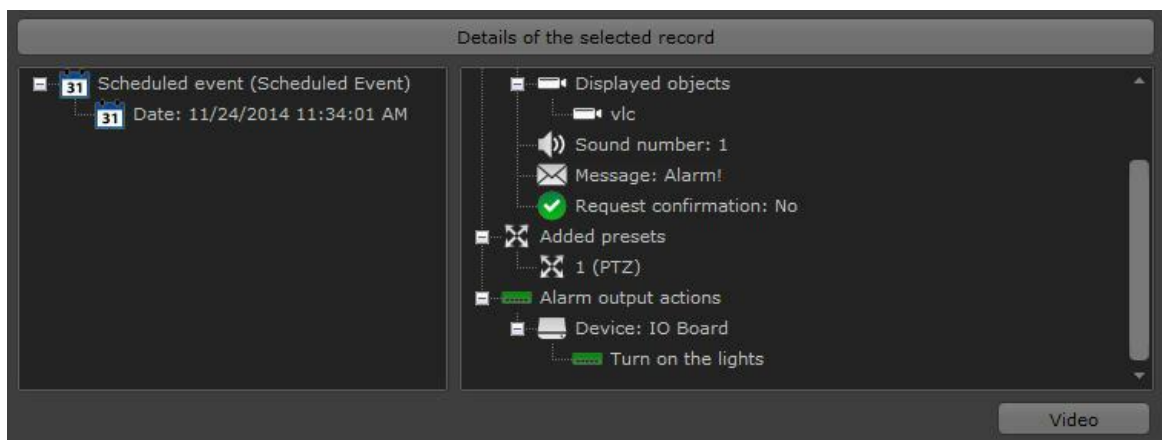 Details of the selected record
31 Scheduled event (Scheduled Event)
31 Date: 11/24/2014 11:34:01 AM
Displayed objects
vlc
Sound number: 1
Message: Alarm!
Request confirmation: No
Added presets
1 (PTZ)
Alarm output actions
Device: IO Board
Turn on the lights
Video